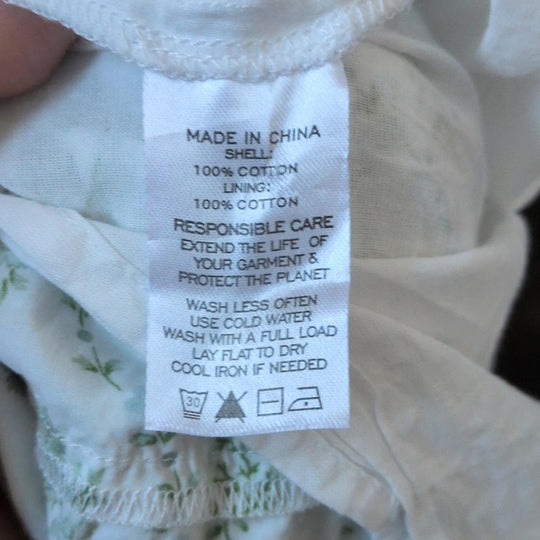 MADE IN CHINA
SHELL:
100% COTTON
LINING:
100% COTTON
RESPONSIBLE CARE
EXTEND THE LIFE OF
YOUR GARMENT &
PROTECT THE PLANET
WASH LESS OFTEN
USE COLD WATER
WASH WITH A FULL LOAD
LAY FLAT TO DRY
COOL IRON IF NEEDED
30